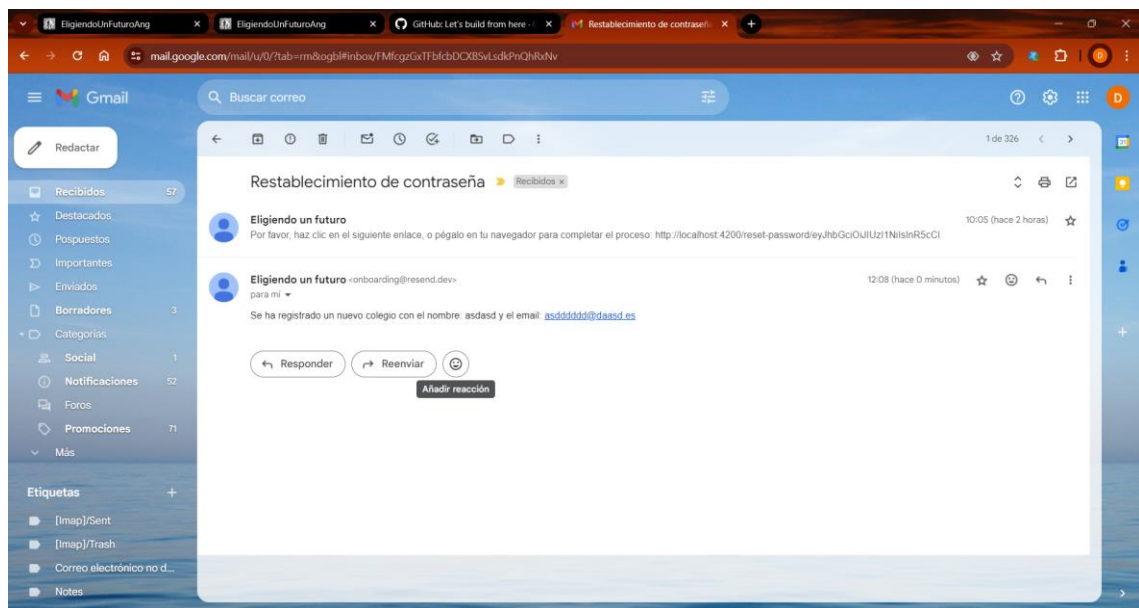 EligiendoUnFuturoAng
EligiendoUnFuturoAng
GitHub: Let's build from here ·
Restablecimiento de contraseñ
mail.google.com/mail/u/0/?tab=rm&ogbl#inbox/FMfcgzGxTFbfcbDCXBSvLsdkPnQhRxNv
D
Gmail
Buscar correo
D
Redactar
1 de 326
31
Recibidos 57
Destacados
Pospuestos
Importantes
Enviados
Borradores 3
Categorías
Social 1
Notificaciones 52
Foros
Promociones 71
Más
Etiquetas
[Imap]/Sent
[Imap]/Trash
Correo electrónico no d...
Notes
Restablecimiento de contraseña Recibidos x
Eligiendo un futuro 10:05 (hace 2 horas)
Por favor, haz clic en el siguiente enlace, o pégalo en tu navegador para completar el proceso: http://localhost:4200/reset-password/eyJhbGciOiJIUzI1NiIsInR5cCI
Eligiendo un futuro <onboarding@resend.dev> 12:08 (hace 0 minutos)
para mí
Se ha registrado un nuevo colegio con el nombre: asdasd y el email: asdddddd@daasd.es
Responder Reenviar
Añadir reacción